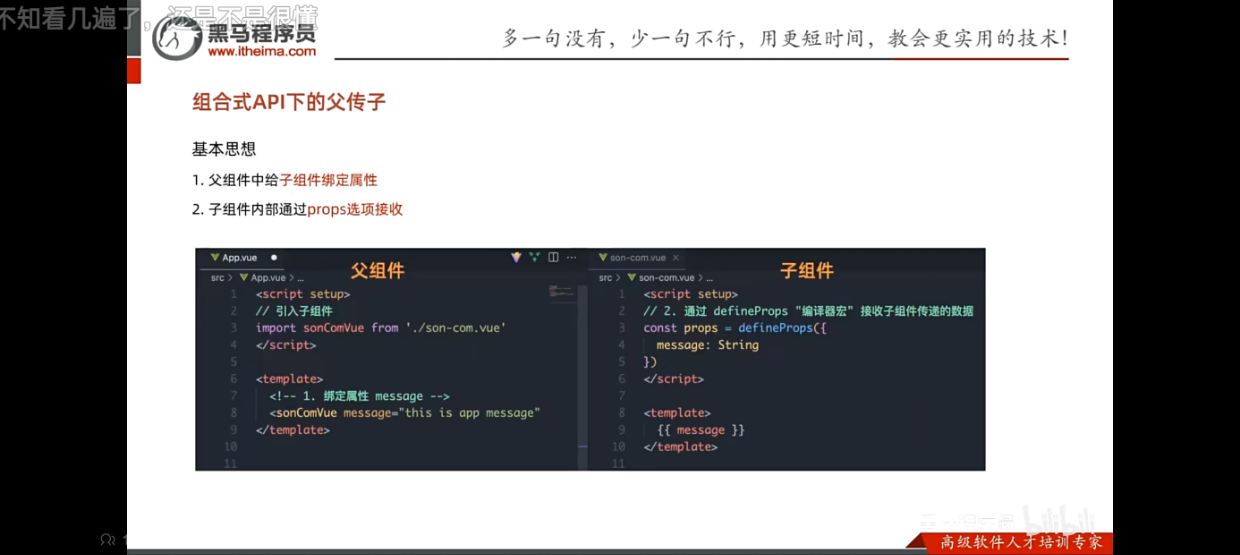 不知看几遍了，还是不是很懂
黑马程序员
www.itheima.com
多一句没有，少一句不行，用更短时间，教会更实用的技术！
组合式API下的父传子
基本思想
1. 父组件中给子组件绑定属性
2. 子组件内部通过props选项接收
App.vue
父组件
src > App.vue > ...
1 <script setup>
2 // 引入子组件
3 import sonComVue from './son-com.vue'
4 </script>
5
6 <template>
7 <!-- 1. 绑定属性 message -->
8 <sonComVue message="this is app message"
9 </template>
10
11
son-com.vue
子组件
src > son-com.vue > ...
1 <script setup>
2 // 2. 通过 defineProps "编译器宏" 接收子组件传递的数据
3 const props = defineProps({
4 message: String
5 })
6 </script>
7
8 <template>
9 {{ message }}
10 </template>
11
bilibili
高级软件人才培训专家